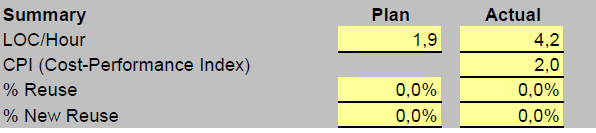 Summary Plan Actual
LOC/Hour 1,9 4,2
CPI (Cost-Performance Index) 2,0
% Reuse 0,0% 0,0%
% New Reuse 0,0% 0,0%